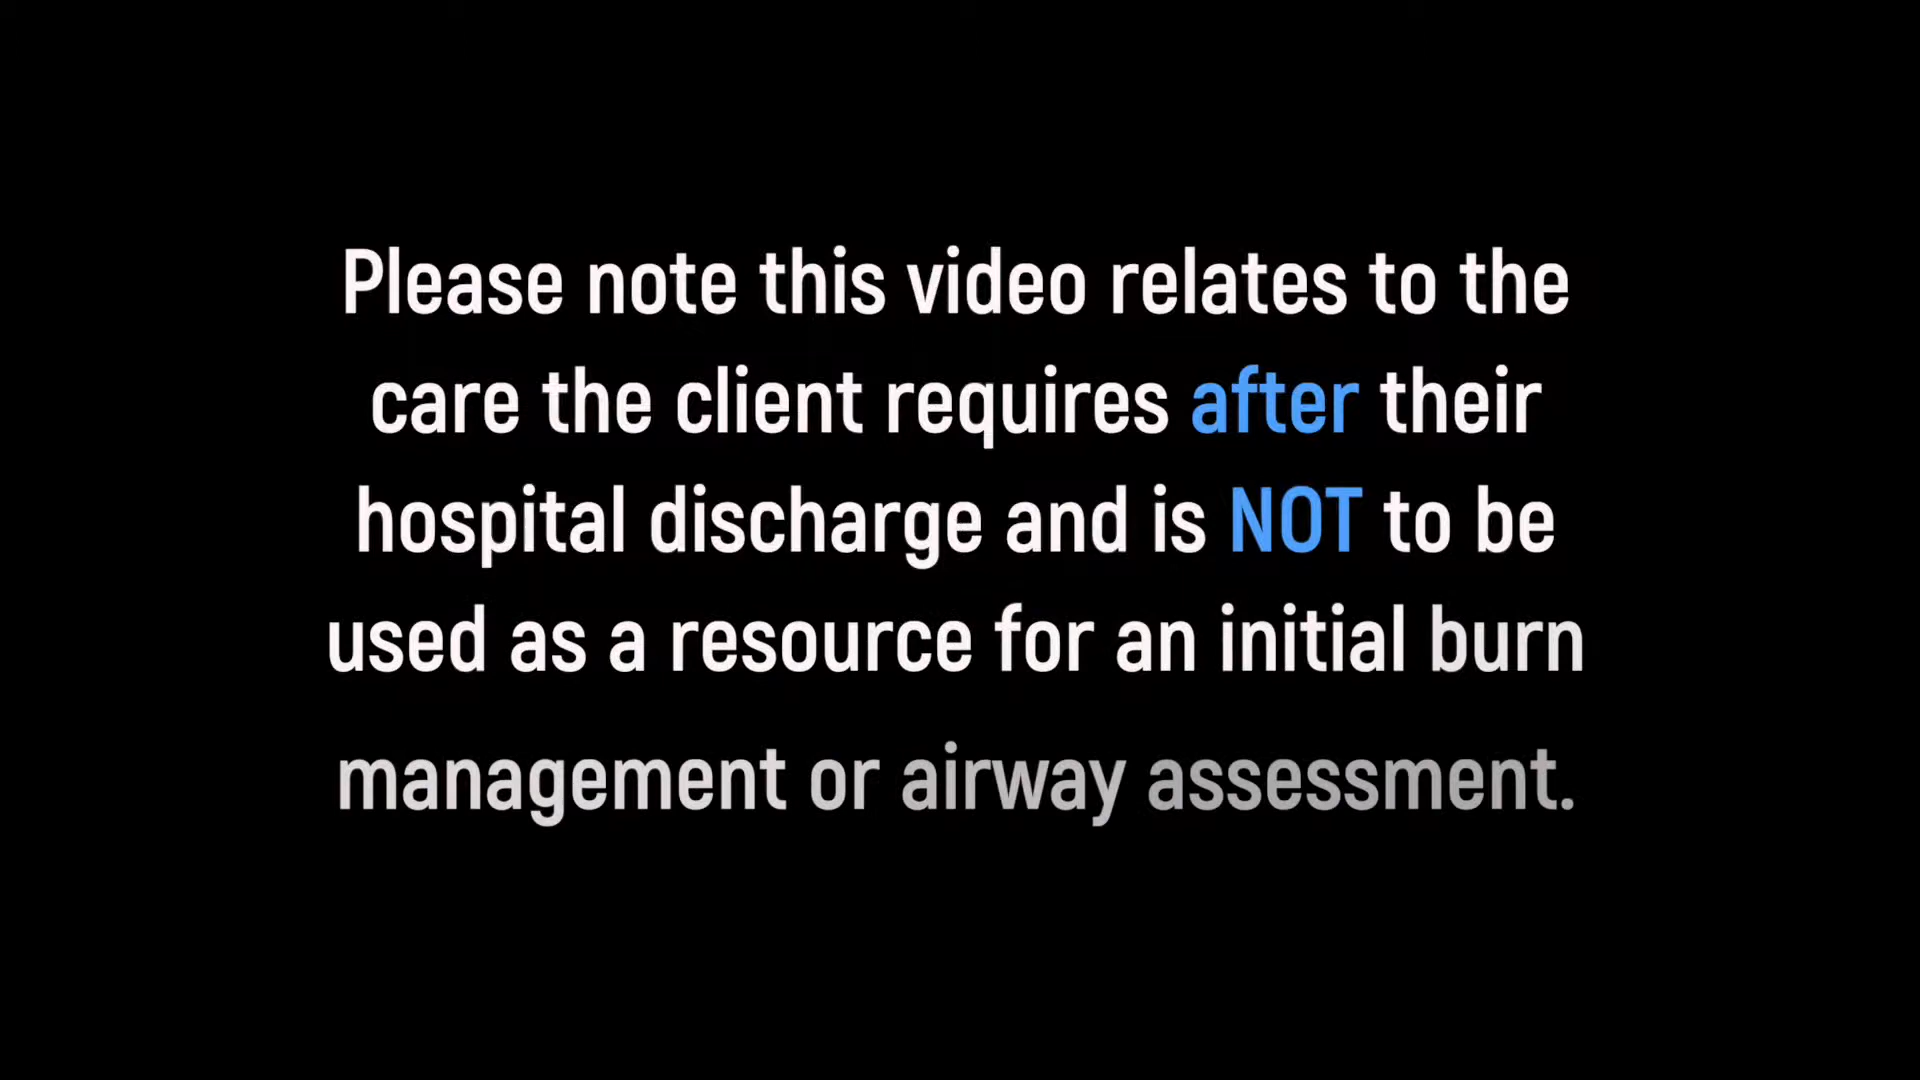 Please note this video relates to the
care the client requires after their
hospital discharge and is NOT to be
used as a resource for an initial burn
management or airway assessment.